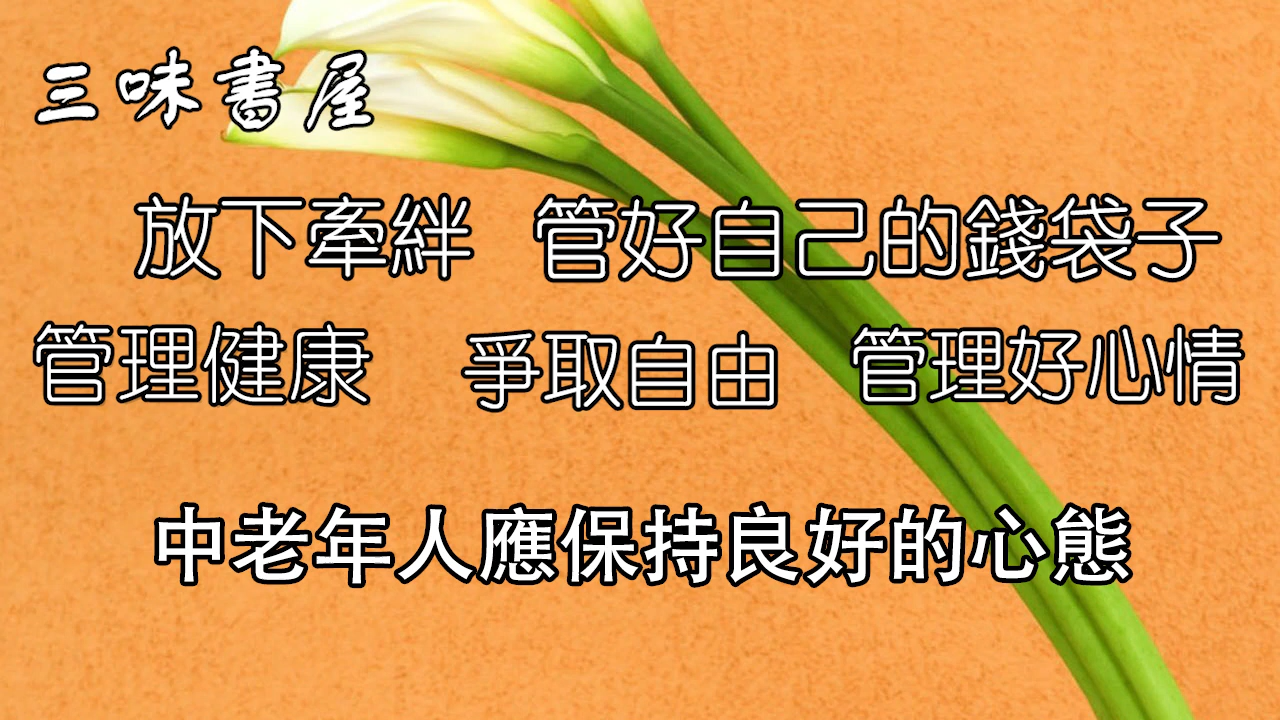 三味書屋
放下牽絆 管好自己的錢袋子
管理健康 爭取自由 管理好心情
中老年人應保持良好的心態